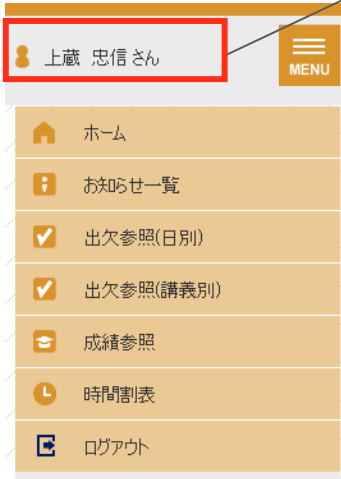 上蔵 忠信さん
MENU
ホーム
お知らせ一覧
出欠参照(日別)
出欠参照(講義別)
成績参照
時間割表
ログアウト